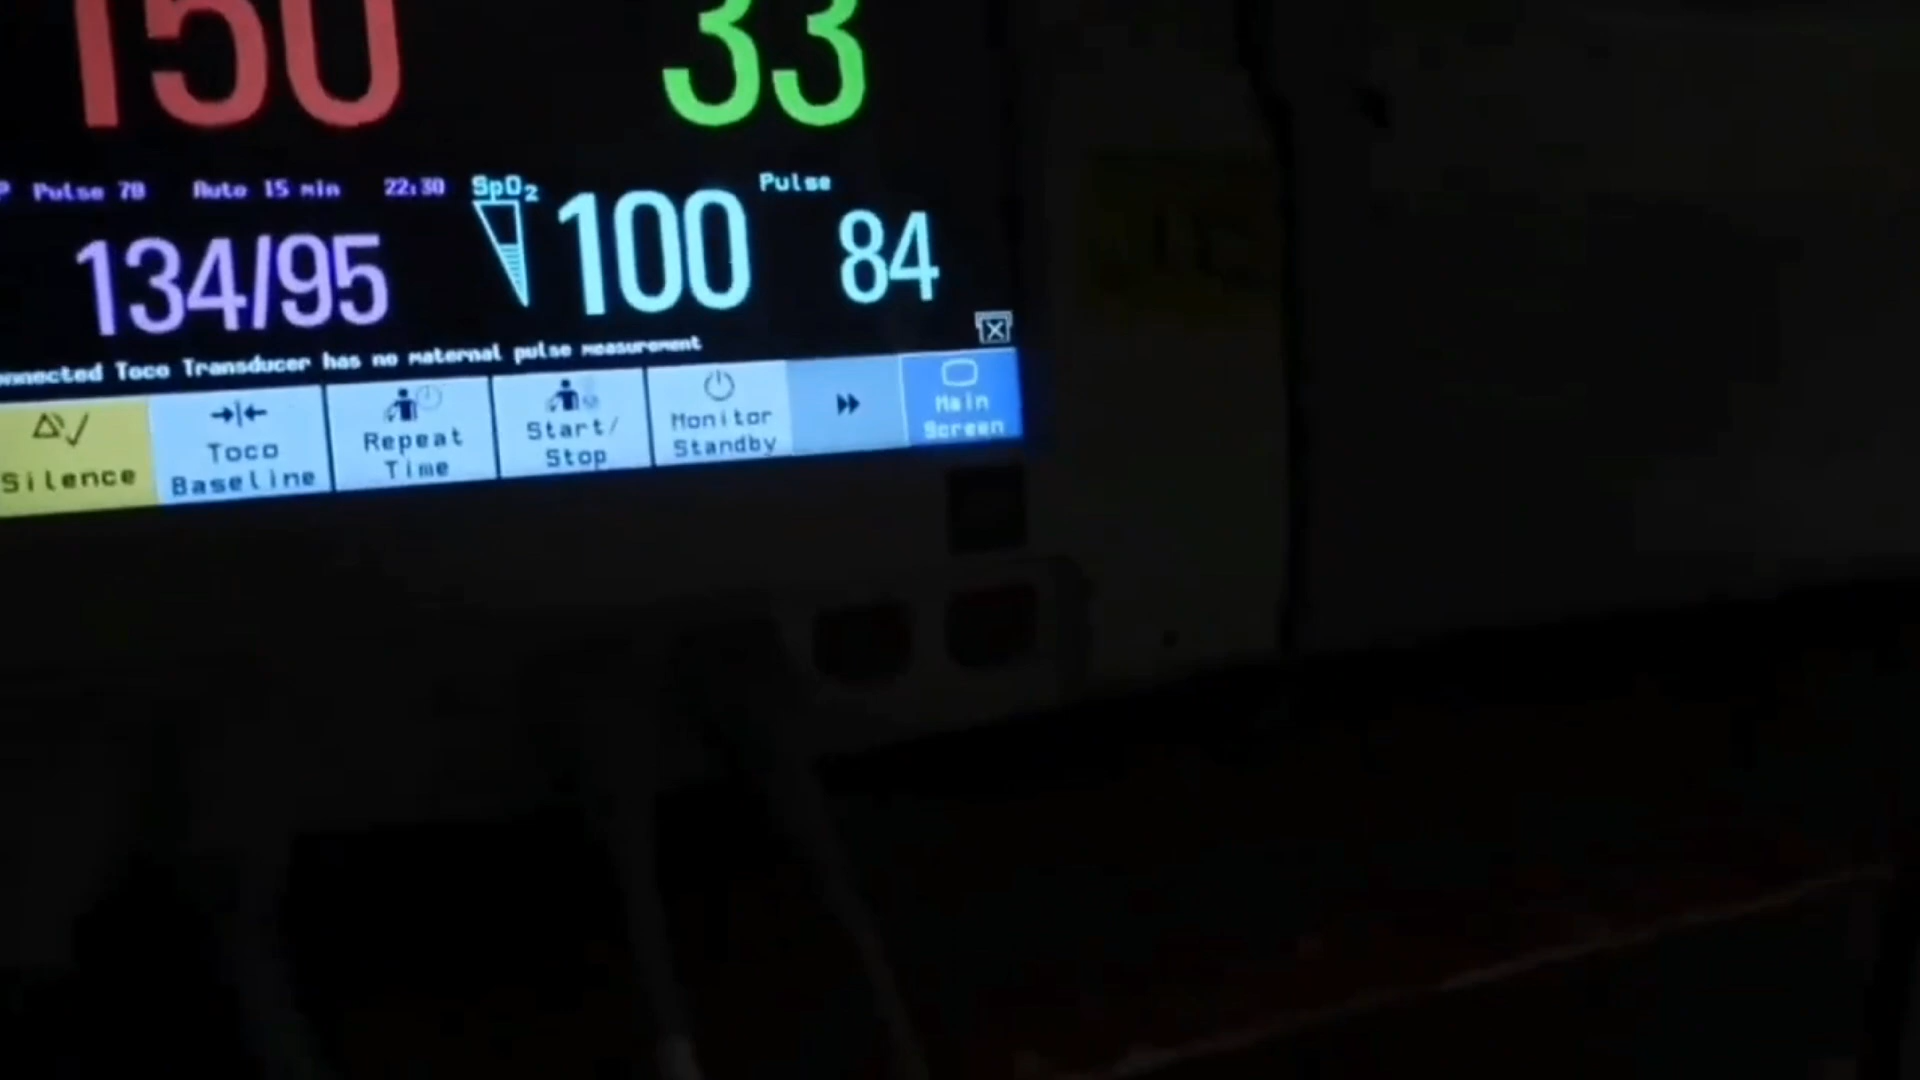 150 33
Pulse 78 Auto 15 min 22:30 SpO2 Pulse
134/95 100 84
Toco Transducer has no maternal pulse measurement
Silence
Toco
Baseline
Repeat
Time
Start/
Stop
Monitor
Standby
Main
Screen